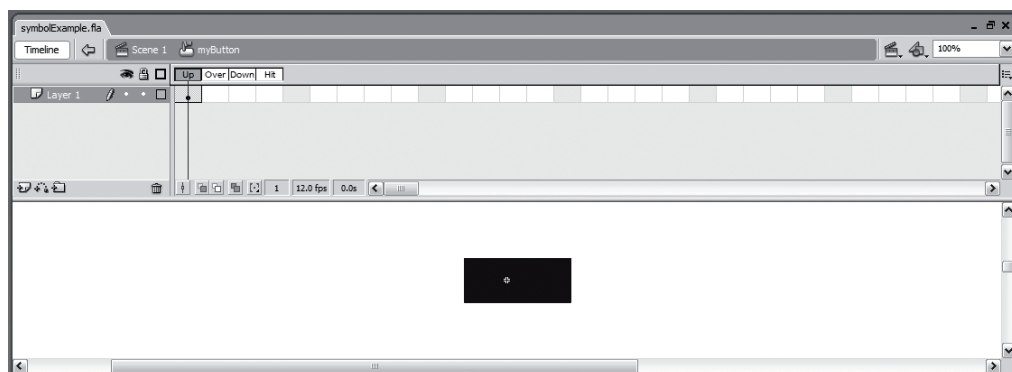 symbolExample.fla
Timeline Scene 1 myButton 100%
Up Over Down Hit
Layer 1
1 12.0 fps 0.0s